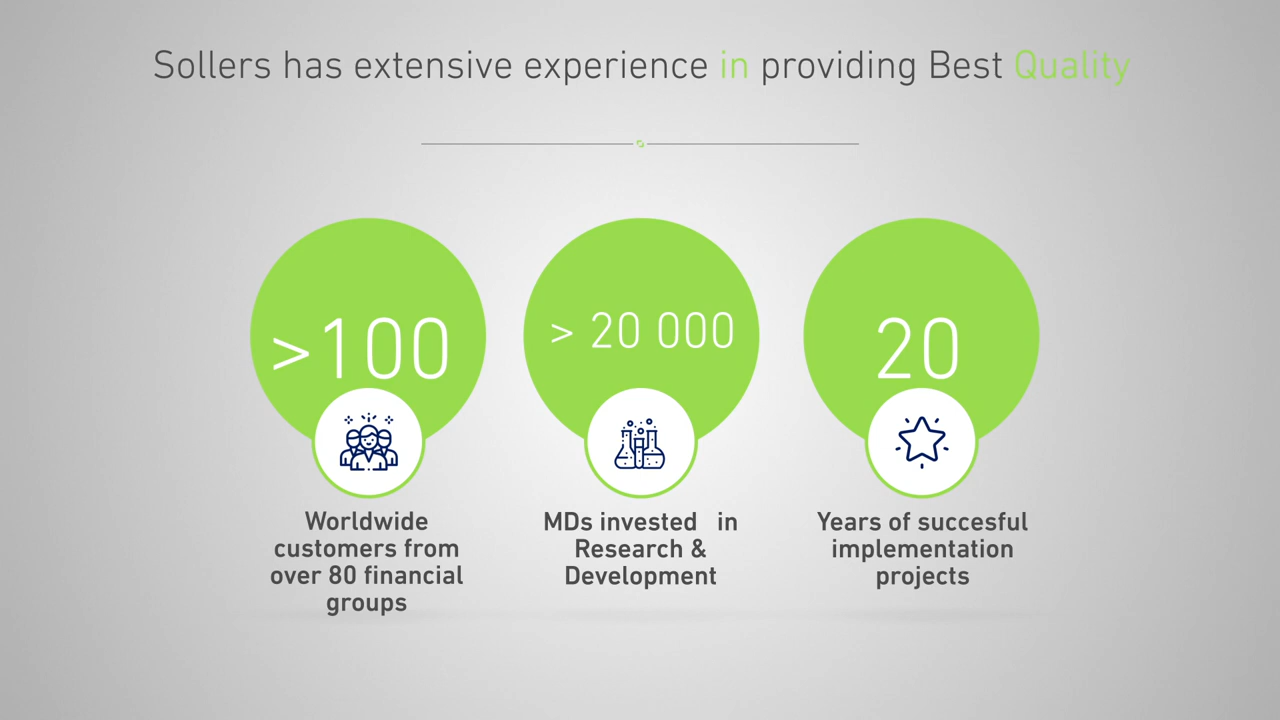 Sollers has extensive experience in providing Best Quality
>100
Worldwide
customers from
over 80 financial
groups
> 20 000
MDs invested in
Research &
Development
20
Years of succesful
implementation
projects